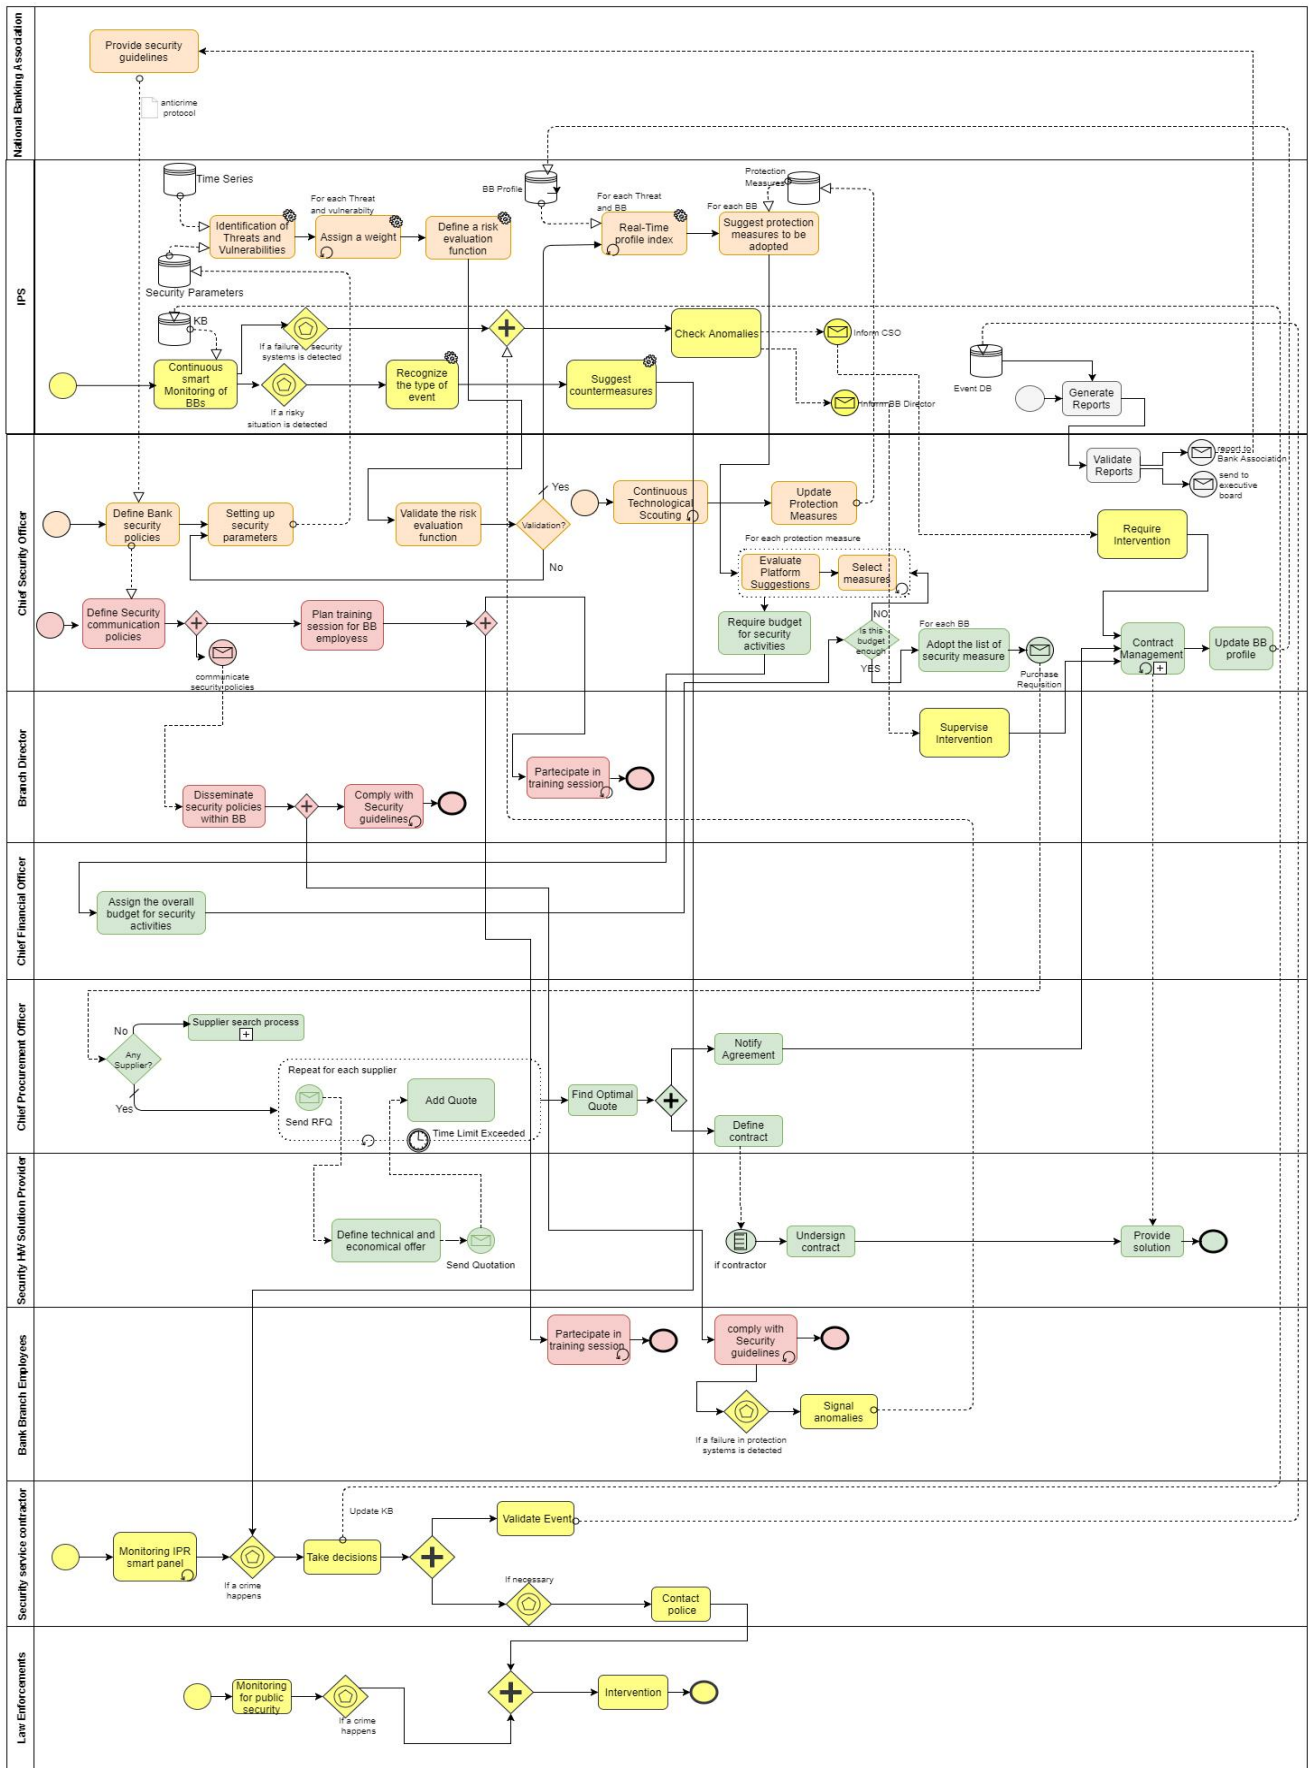 National Banking Association
Provide security
guidelines
anticrime
protocol
IPS
Time Series
For each Threat
and vulnerabilty
BB Profile
For each Threat
and BB
Protection
Measures
For each BB
Identification of
Threats and
Vulnerabilities
Assign a weight
Define a risk
evaluation
function
Real-Time
profile index
Suggest protection
measures to be
adopted
Security Parameters
KB
If a failure
security
systems is detected
Check Anomalies
Inform CSO
Continuous
smart
Monitoring of
BBs
If a risky
situation is detected
Recognize
the type of
event
Suggest
countermeasures
Inform BB Director
Event DB
Generate
Reports
Chief Security Officer
Validate
Reports
report to
Bank Association
send to
executive
board
Define Bank
security
policies
Setting up
security
parameters
Validate the risk
evaluation
function
Validation?
Yes
No
Continuous
Technological
Scouting
Update
Protection
Measures
Require
Intervention
For each protection measure
Evaluate
Platform
Suggestions
Select
measures
Define Security
communication
policies
Plan training
session for BB
employess
communicate
security policies
Require budget
for security
activities
NO
Is this
budget
enough
YES
For each BB
Adopt the list of
security measure
Purchase
Requisition
Contract
Management
Update BB
profile
Branch Director
Supervise
Intervention
Disseminate
security policies
within BB
Comply with
Security
guidelines
Partecipate in
training session
Chief Financial Officer
Assign the overall
budget for security
activities
Chief Procurement Officer
No
Any
Supplier?
Yes
Supplier search process
Repeat for each supplier
Send RFQ
Add Quote
Time Limit Exceeded
Find Optimal
Quote
Notify
Agreement
Define
contract
Security HW Solution Provider
Define technical and
economical offer
Send Quotation
if contractor
Undersign
contract
Provide
solution
Bank Branch Employees
Partecipate in
training session
comply with
Security
guidelines
If a failure in protection
systems is detected
Signal
anomalies
Security service contractor
Update KB
Monitoring IPR
smart panel
If a crime
happens
Take decisions
Validate Event
If necessary
Contact
police
Law Enforcements
Monitoring
for public
security
If a crime
happens
Intervention